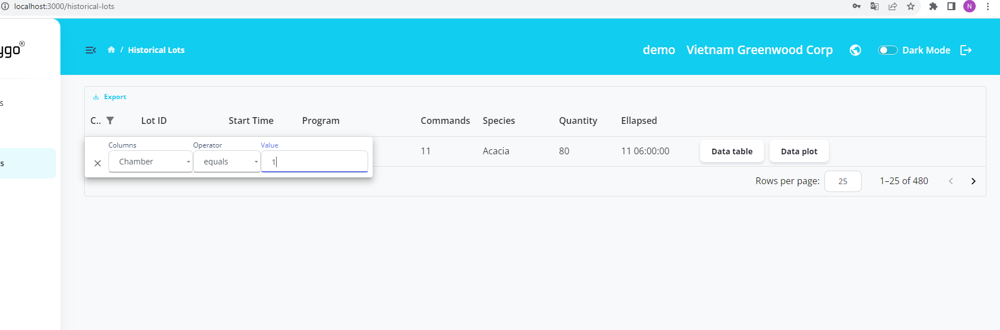 localhost:3000/historical-lots
N
ygo®
/ Historical Lots
demo Vietnam Greenwood Corp Dark Mode
Export
C.. Lot ID Start Time Program Commands Species Quantity Ellapsed
Columns Operator Value
Chamber equals 1
11 Acacia 80 11 06:00:00 Data table Data plot
Rows per page: 25 1–25 of 480
s
s